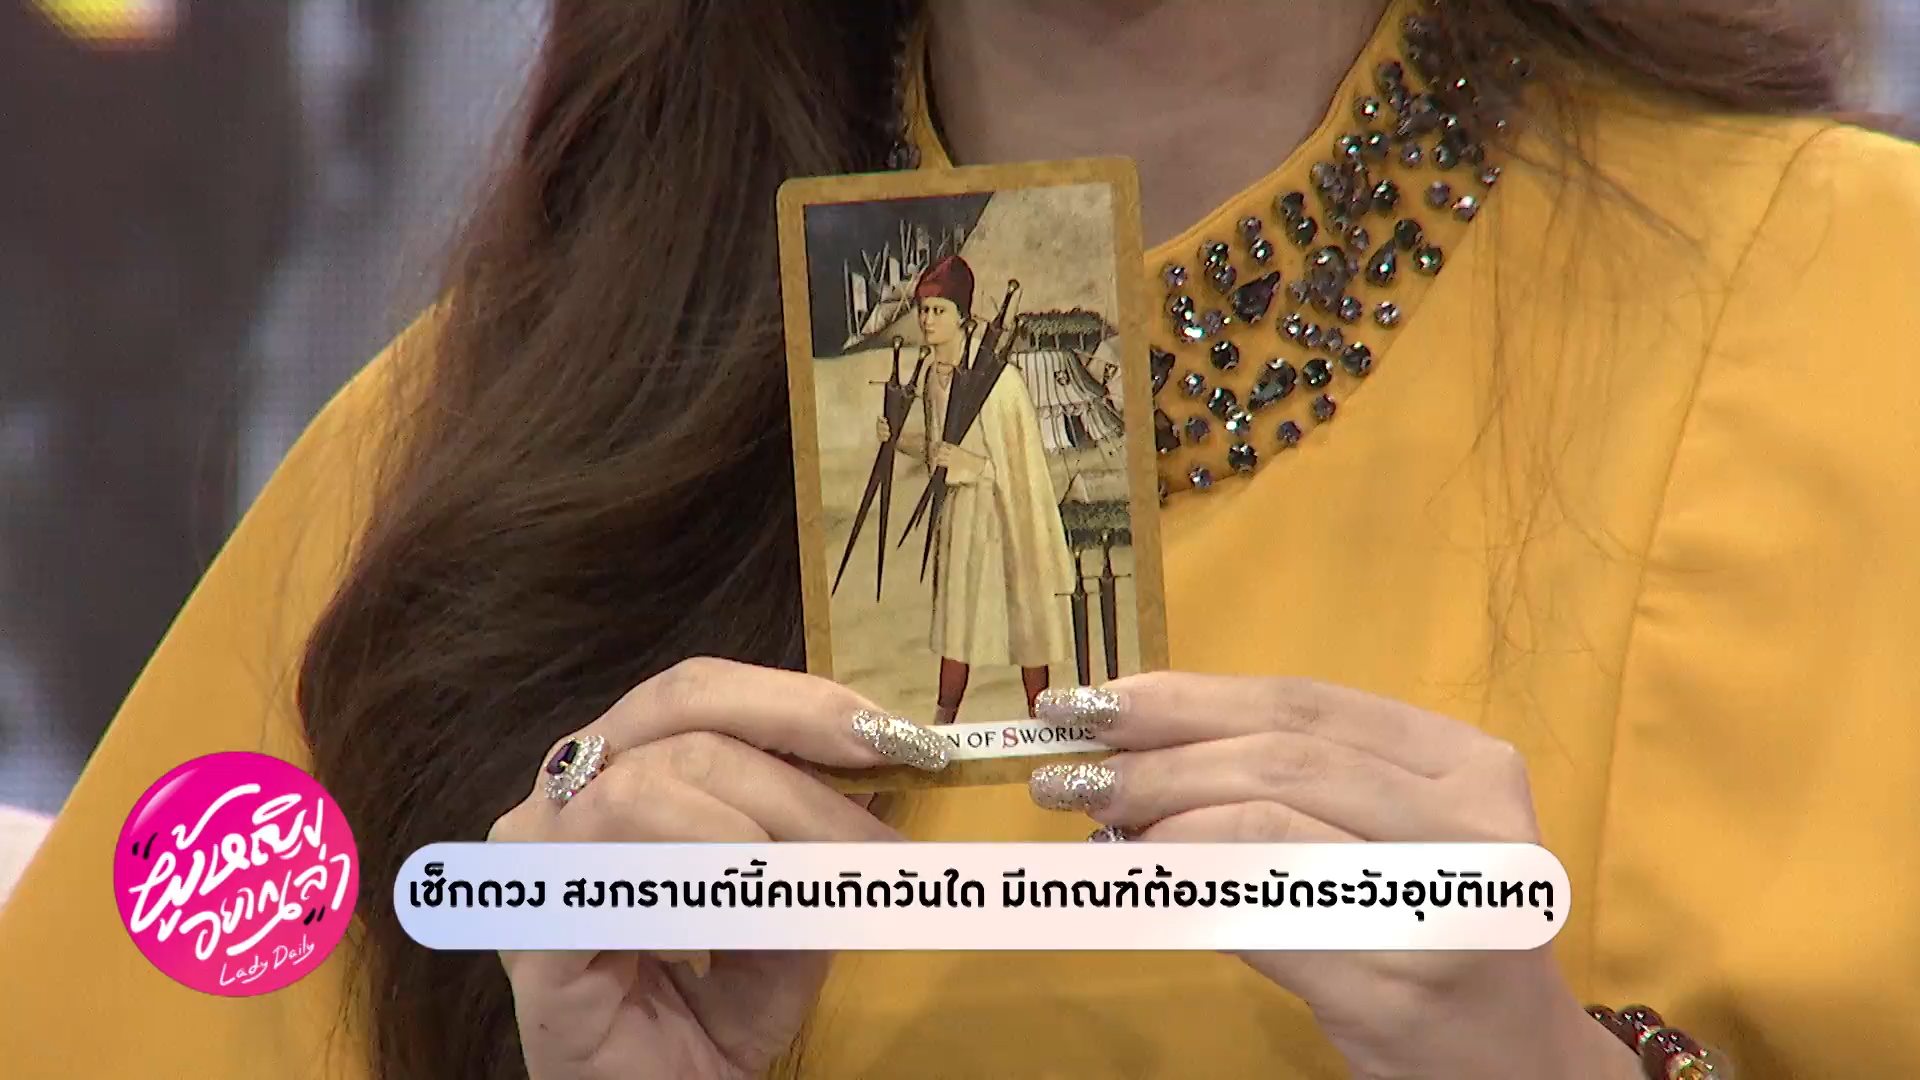 N OF SWORDS
"ผู้หญิง
อยากเล่า"
Lady Daily
เช็กดวง สงกรานต์นี้คนเกิดวันใด มีเกณฑ์ต้องระมัดระวังอุบัติเหตุ